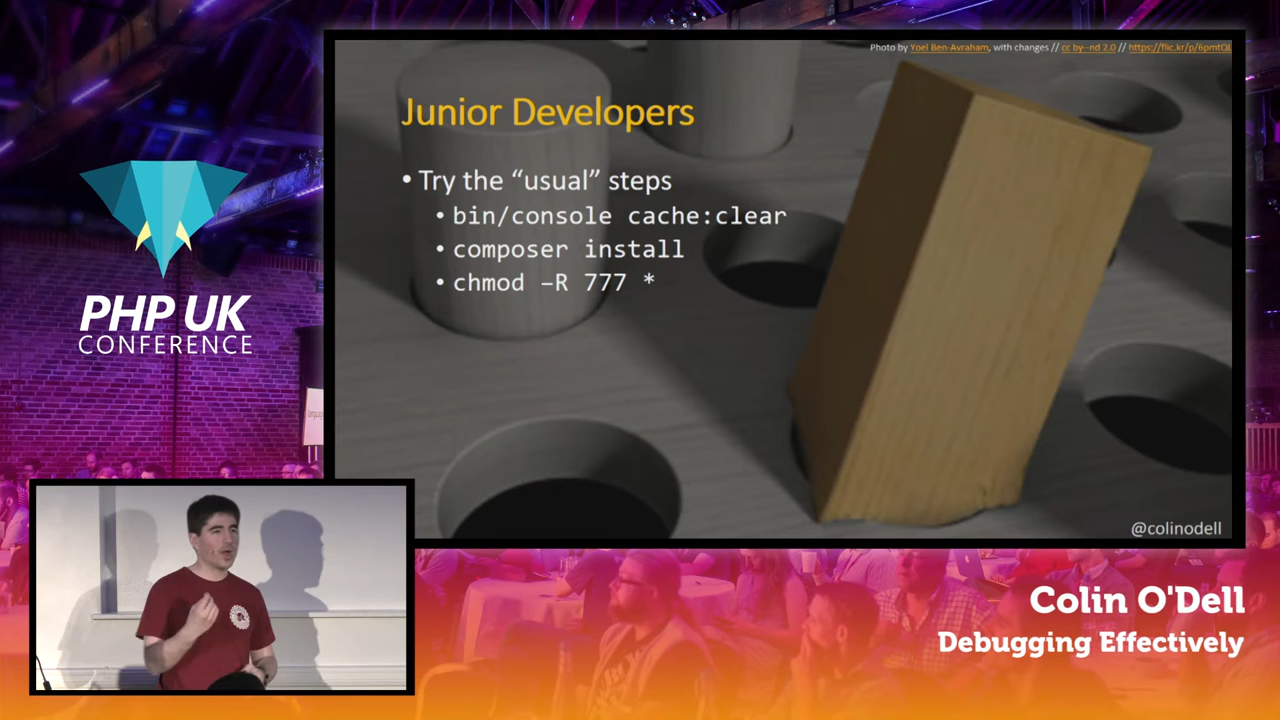 Photo by Yoel Ben-Avraham, with changes // cc by--nd 2.0 // https://flic.kr/p/6pmtQL
Junior Developers
• Try the “usual” steps
• bin/console cache:clear
• composer install
• chmod –R 777 *
@colinodell
PHP UK
CONFERENCE
Colin O'Dell
Debugging Effectively